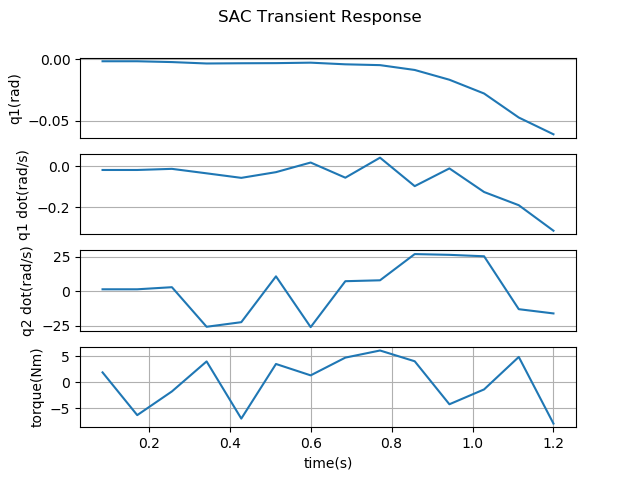 SAC Transient Response
0.00
−0.05
q1(rad)
0.0
−0.2
q1 dot(rad/s)
25
0
−25
q2 dot(rad/s)
5
0
−5
torque(Nm)
0.2 0.4 0.6 0.8 1.0 1.2
time(s)